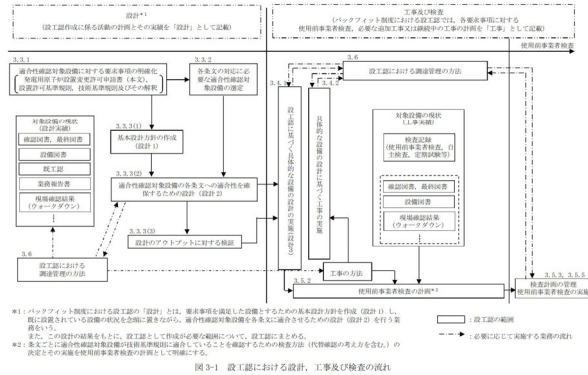 設計*1
(設工認作成に係る活動の計画とその実績を「設計」として記載)
工事及び検査
(バックフィット制度における設工認では、各要求事項に対する
使用前事業者検査,必要な追加工事又は継続中の工事の計画を「工事」として記載)
使用前事業者検査
3.3.1
適合性確認対象設備に対する要求事項の明確化
発電用原子炉設置変更許可申請書(本文),
設置許可基準規則,技術基準規則及びその解釈
3.3.2
各条文の対応に必
要な適合性確認対
象設備の選定
3.3.3(1)
基本設計方針の作成
(設計1)
3.3.3(2)
適合性確認対象設備の各条文への適合性を確
保するための設計(設計2)
3.3.3(3)
設計のアウトプットに対する検証
対象設備の現状
(設計実績)
確認図書,最終図書
設備図書
既工認
業務報告書
現場確認結果
(ウォークダウン)
3.6
設工認における
調達管理の方法
3.4.1
設工認に基づく具体的な設備の設計の実施(設計3)
3.4.2
具体的な設備の設計に基づく工事の実施
3.6
設工認における調達管理の方法
対象設備の現状
(工事実績)
検査記録
(使用前事業者検査,自
主検査,定期試験等)
確認図書,最終図書
設備図書
現場確認結果
(ウォークダウン)
工事の方法
3.5.2
使用前事業者検査の計画*2
3.5.3, 3.5.5
検査計画の管理
使用前事業者検査の実施
*1:バックフィット制度における設工認の「設計」とは,要求事項を満足した設備とするための基本設計方針を作成(設計1)し,
既に設置されている設備の状況を念頭に置きながら,適合性確認対象設備を各条文に適合させるための設計(設計2)を行う業
務をいう。
また,この設計の結果をもとに,設工認として作成が必要な範囲について,設工認にまとめる。
*2:条文ごとに適合性確認対象設備が技術基準規則に適合していることを確認するための検査方法(代替確認の考え方を含む。)の
決定とその実施を使用前事業者検査の計画として明確にする。
:設工認の範囲
:必要に応じて実施する業務の流れ
図 3-1 設工認における設計,工事及び検査の流れ